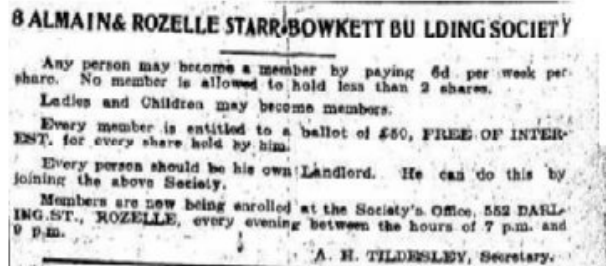 BALMAIN & ROZELLE STARR-BOWKETT BU LDING SOCIETY
Any person may become a member by paying 6d per week per
share. No member is allowed to hold less than 2 shares.
Ladies and Children may become members.
Every member is entitled to a ballot of £50, FREE OF INTER-
EST, for every share held by him.
Every person should be his own Landlord. He can do this by
joining the above Society.
Members are now being enrolled at the Society's Office, 552 DARL-
ING ST., ROZELLE, every evening between the hours of 7 p.m. and
9 p.m.
A. H. TILDESLEY, Secretary.